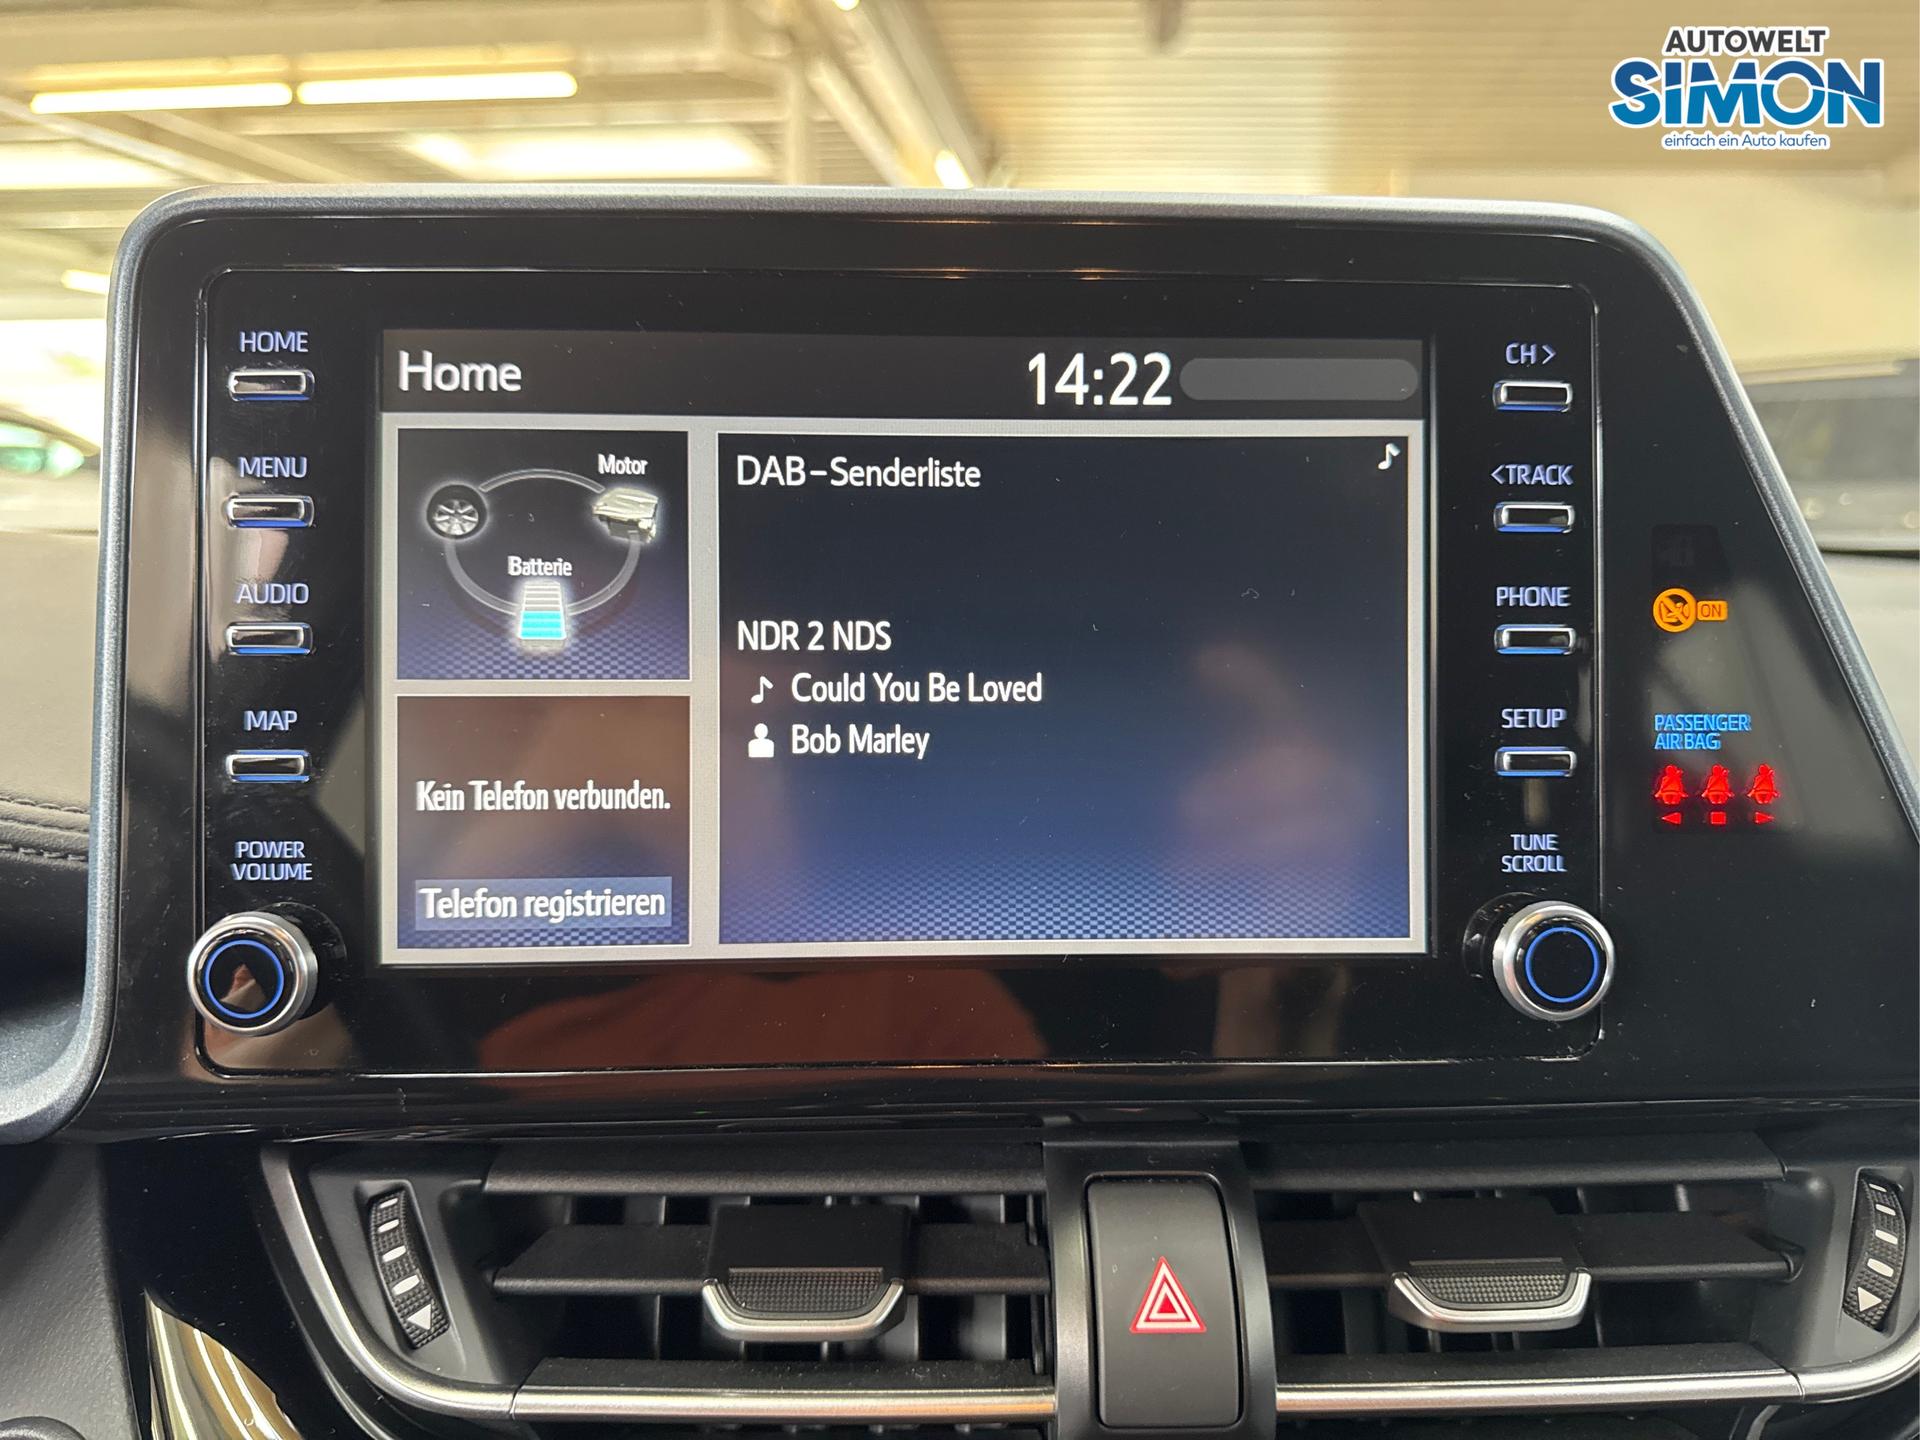 AUTOWELT
SIMON
einfach ein Auto kaufen
HOME
MENU
AUDIO
MAP
POWER
VOLUME
Home
14:22
Motor
Batterie
Kein Telefon verbunden.
Telefon registrieren
DAB-Senderliste
NDR 2 NDS
Could You Be Loved
Bob Marley
CH>
<TRACK
PHONE
SETUP
TUNE
SCROLL
ON
PASSENGER
AIRBAG